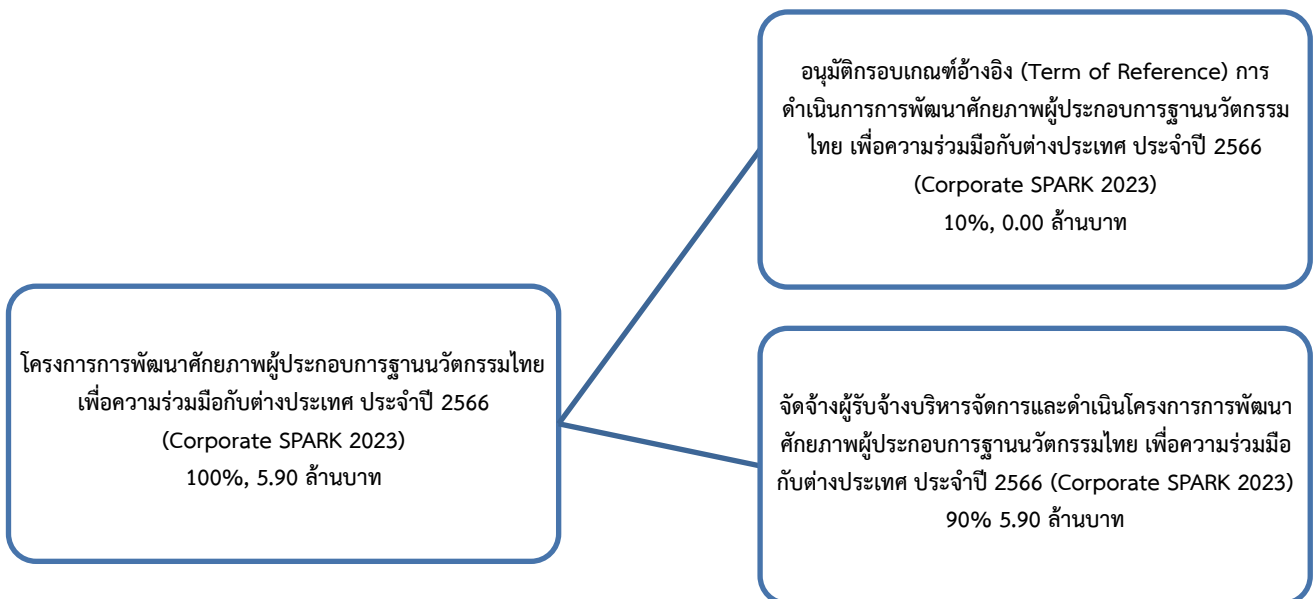 อนุมัติกรอบเกณฑ์อ้างอิง (Term of Reference) การ
ดำเนินการการพัฒนาศักยภาพผู้ประกอบการฐานนวัตกรรม
ไทย เพื่อความร่วมมือกับต่างประเทศ ประจำปี 2566
(Corporate SPARK 2023)
10%, 0.00 ล้านบาท
โครงการการพัฒนาศักยภาพผู้ประกอบการฐานนวัตกรรมไทย
เพื่อความร่วมมือกับต่างประเทศ ประจำปี 2566
(Corporate SPARK 2023)
100%, 5.90 ล้านบาท
จัดจ้างผู้รับจ้างบริหารจัดการและดำเนินโครงการการพัฒนา
ศักยภาพผู้ประกอบการฐานนวัตกรรมไทย เพื่อความร่วมมือ
กับต่างประเทศ ประจำปี 2566 (Corporate SPARK 2023)
90% 5.90 ล้านบาท